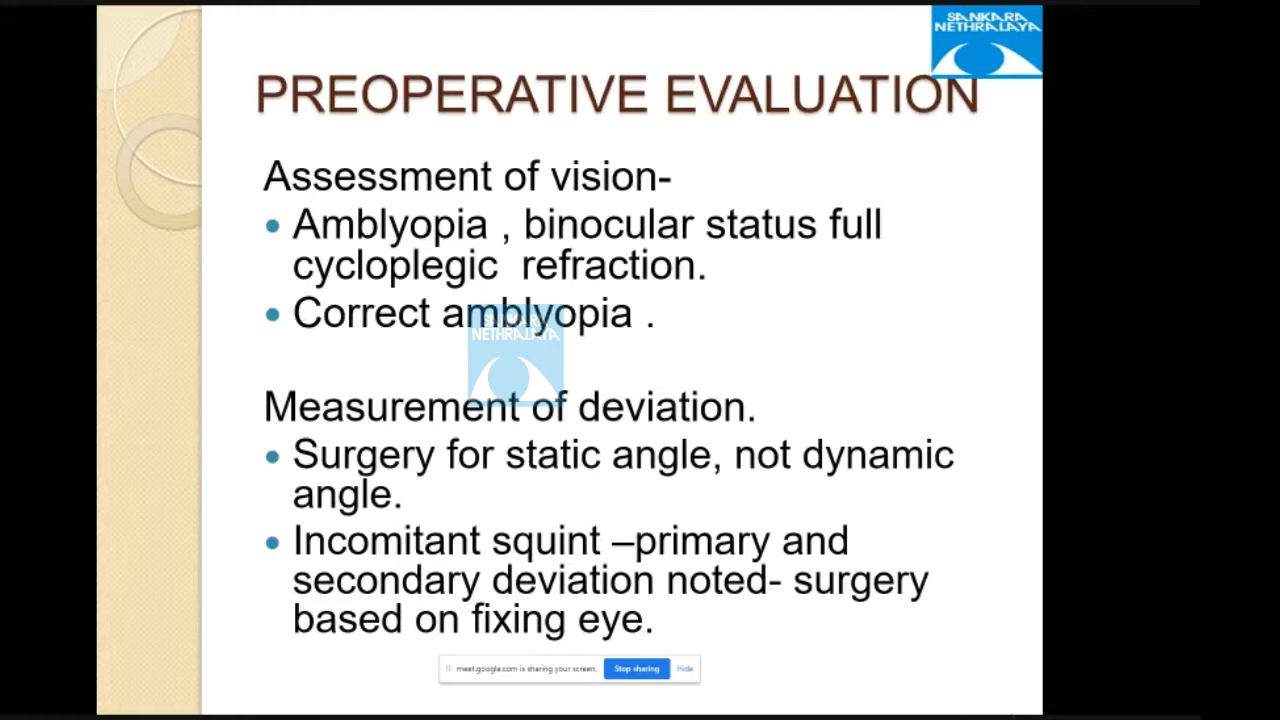 SANKARA
NETHRALAYA
PREOPERATIVE EVALUATION
Assessment of vision-
• Amblyopia , binocular status full
cycloplegic refraction.
• Correct amblyopia .
SANKARA
NETHRALAYA
Measurement of deviation.
• Surgery for static angle, not dynamic
angle.
• Incomitant squint –primary and
secondary deviation noted- surgery
based on fixing eye.
meet.google.com is sharing your screen. Stop sharing Hide